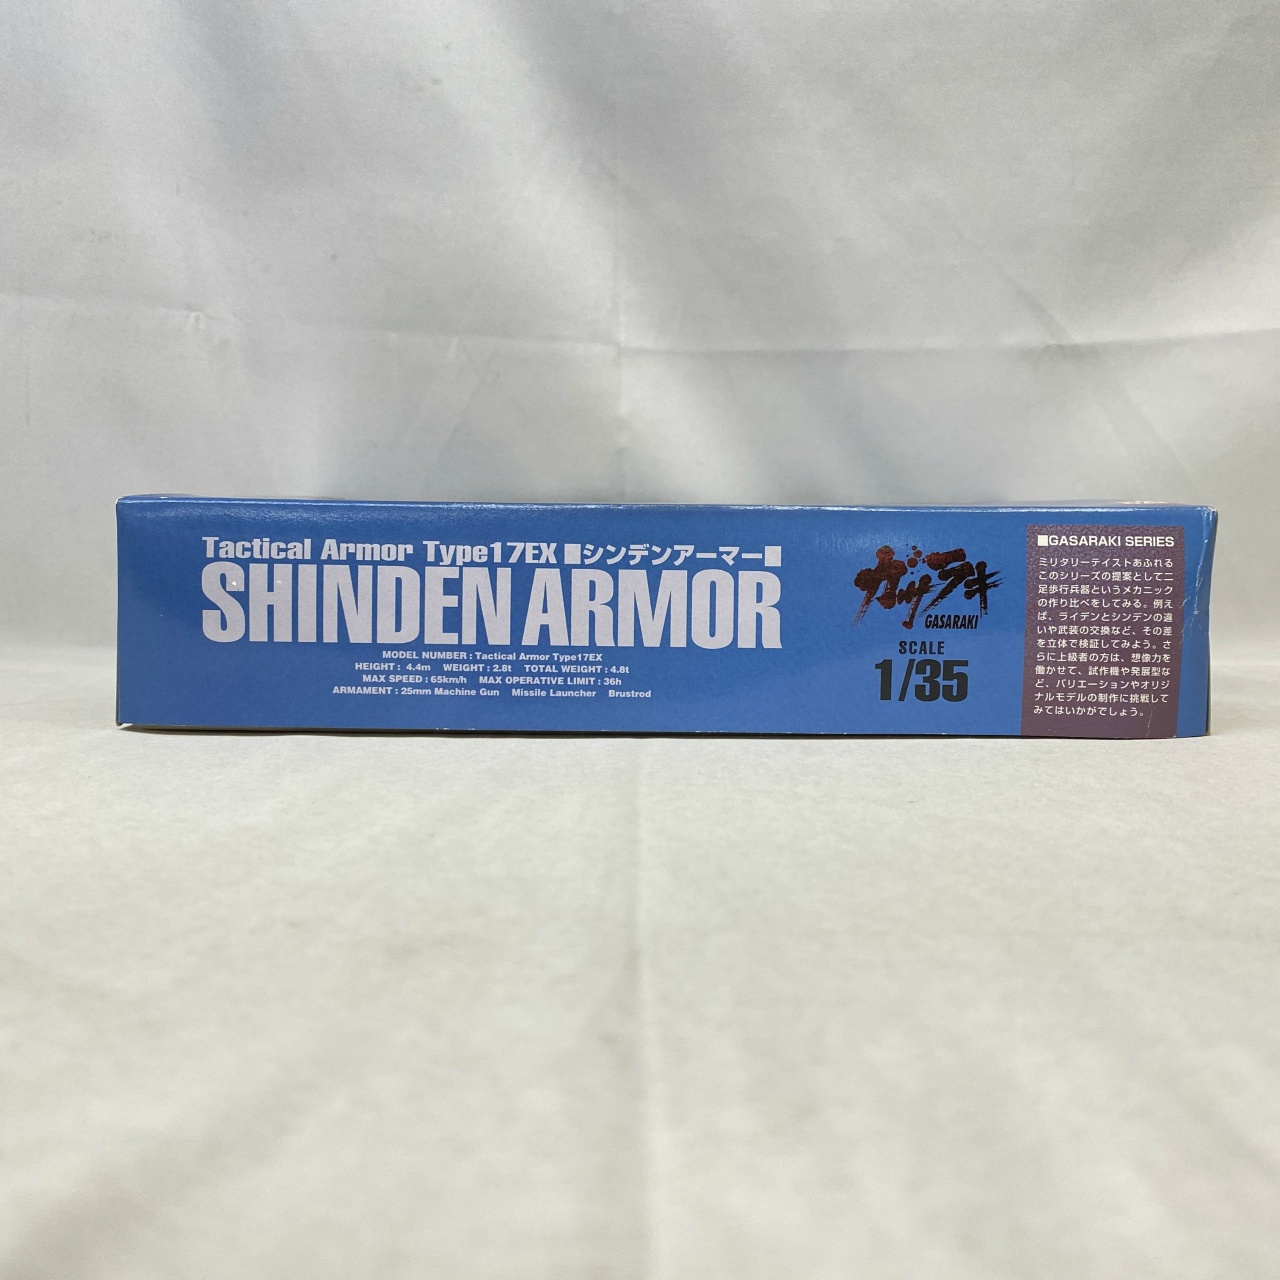 Tactical Armor Type17EX ■シンデンアーマー■
SHINDEN ARMOR
MODEL NUMBER : Tactical Armor Type17EX
HEIGHT : 4.4m WEIGHT : 2.8t TOTAL WEIGHT : 4.8t
MAX SPEED : 65km/h MAX OPERATIVE LIMIT : 36h
ARMAMENT : 25mm Machine Gun Missile Launcher Brustrod
ガサラキ
GASARAKI
SCALE
1/35
■GASARAKI SERIES
ミリタリーテイストあふれる
このシリーズの提案として二
足歩行兵器というメカニック
の作り比べをしてみる。例え
ば、ライデンとシンデンの違
いや武装の交換など、その差
を立体で検証してみよう。さ
らに上級者の方は、想像力を
働かせて、試作機や発展型な
ど、バリエーションやオリジ
ナルモデルの制作に挑戦して
みてはいかがでしょう。